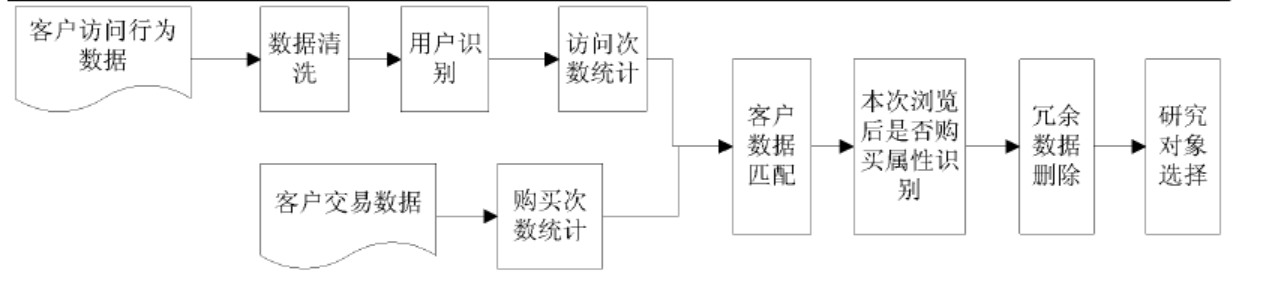 客户访问行为
数据
数据清
洗
用户识
别
访问次
数统计
客户交易数据
购买次
数统计
客户
数据
匹配
本次浏览
后是否购
买属性识
别
冗余
数据
删除
研究
对象
选择